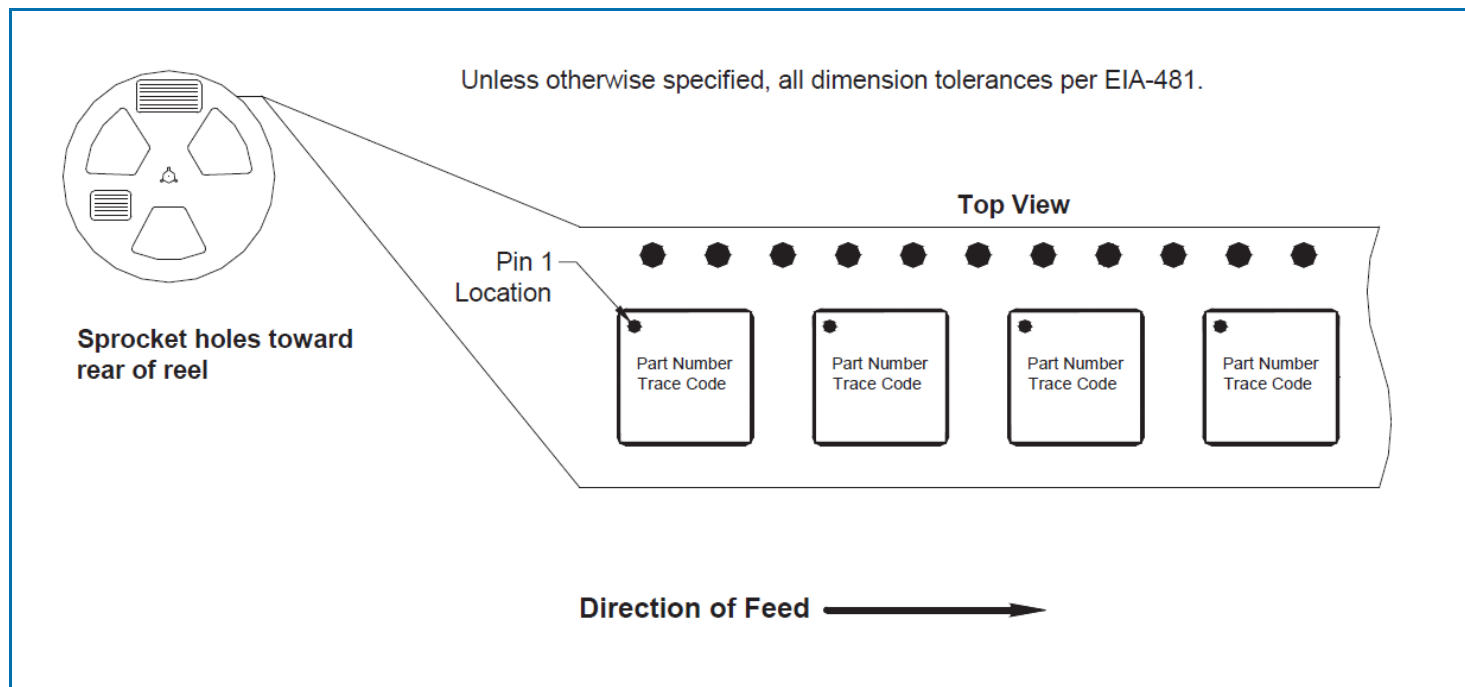 Unless otherwise specified, all dimension tolerances per EIA-481.
Top View
Pin 1
Location
Sprocket holes toward
rear of reel
Part Number
Trace Code
Part Number
Trace Code
Part Number
Trace Code
Part Number
Trace Code
Direction of Feed